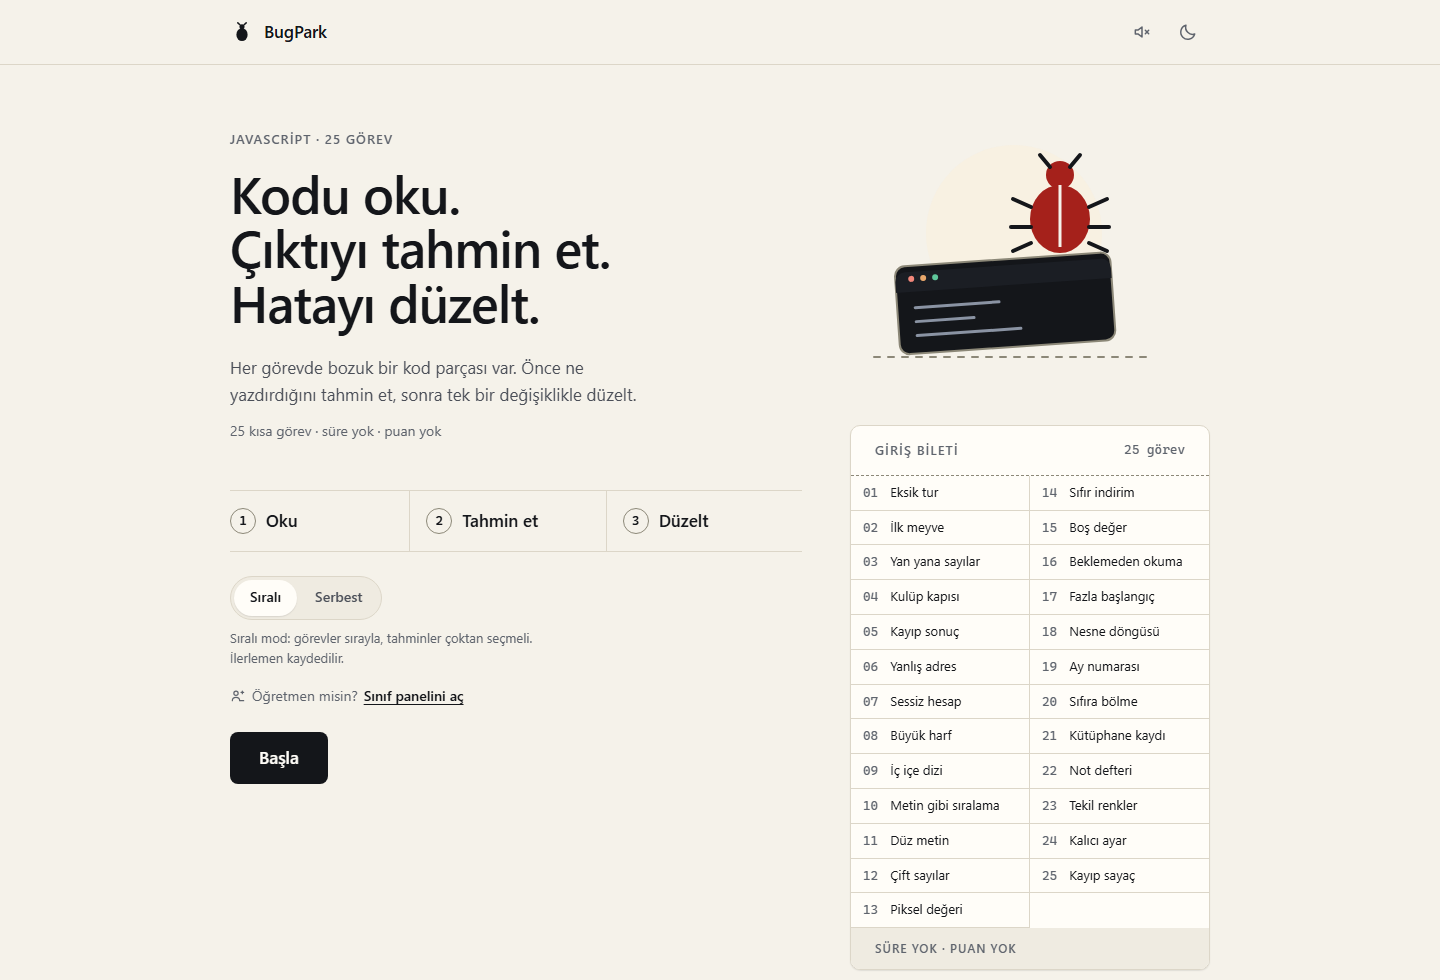 BugPark
JAVASCRİPT · 25 GÖREV
Kodu oku.
Çıktıyı tahmin et.
Hatayı düzelt.
Her görevde bozuk bir kod parçası var. Önce ne
yazdırdığını tahmin et, sonra tek bir değişiklikle düzelt.
25 kısa görev · süre yok · puan yok
1 Oku
2 Tahmin et
3 Düzelt
Sıralı Serbest
Sıralı mod: görevler sırayla, tahminler çoktan seçmeli.
İlerlemen kaydedilir.
Öğretmen misin? Sınıf panelini aç
Başla
GİRİŞ BİLETİ 25 görev
01 Eksik tur
02 İlk meyve
03 Yan yana sayılar
04 Kulüp kapısı
05 Kayıp sonuç
06 Yanlış adres
07 Sessiz hesap
08 Büyük harf
09 İç içe dizi
10 Metin gibi sıralama
11 Düz metin
12 Çift sayılar
13 Piksel değeri
14 Sıfır indirim
15 Boş değer
16 Beklemeden okuma
17 Fazla başlangıç
18 Nesne döngüsü
19 Ay numarası
20 Sıfıra bölme
21 Kütüphane kaydı
22 Not defteri
23 Tekil renkler
24 Kalıcı ayar
25 Kayıp sayaç
SÜRE YOK · PUAN YOK